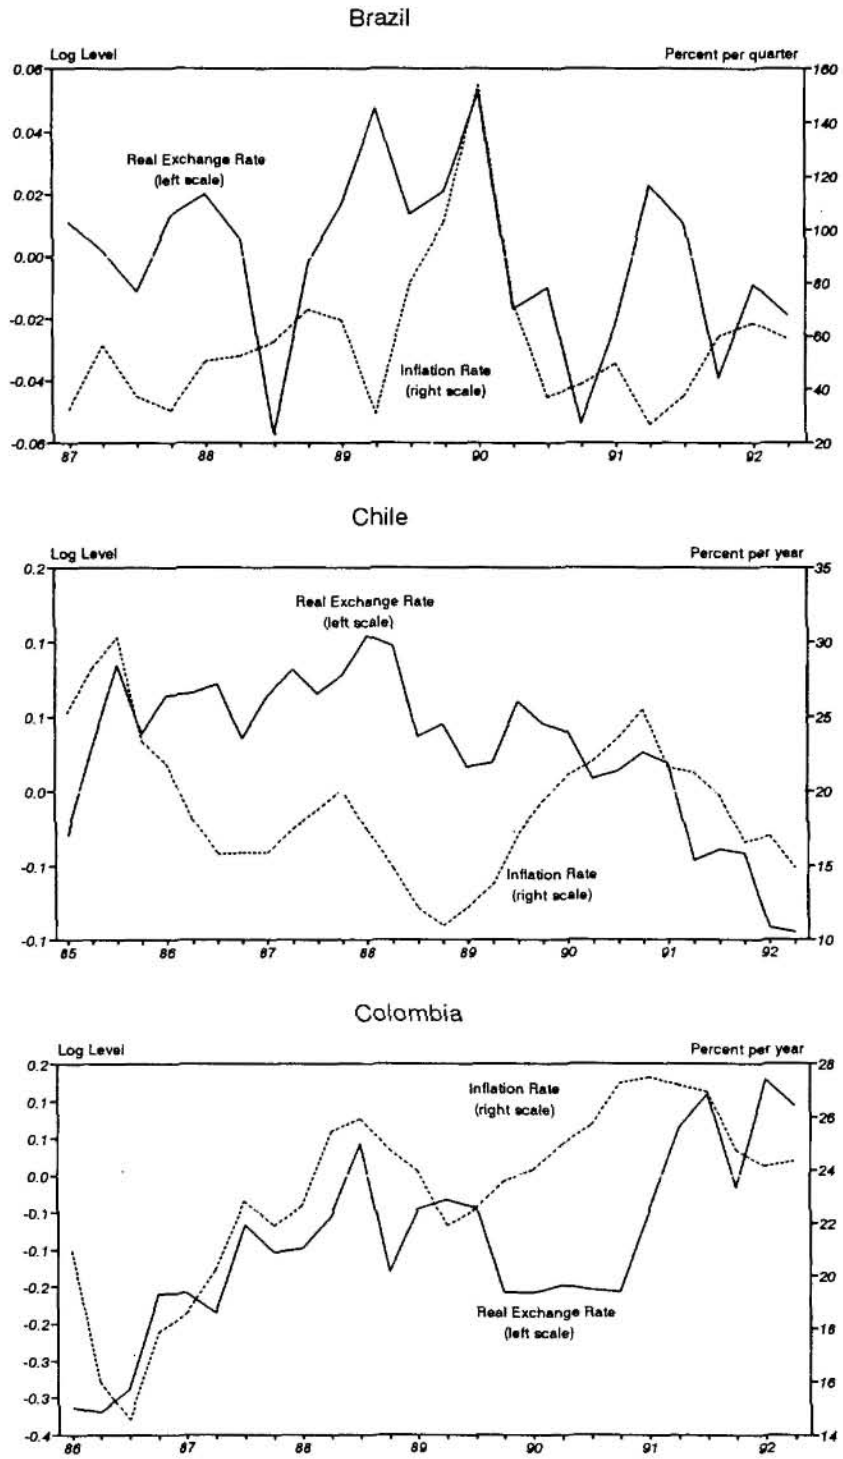 Brazil
Log Level
Percent per quarter
0.06
0.04
0.02
0.00
-0.02
-0.04
-0.06
160
140
120
100
80
60
40
20
Real Exchange Rate
(left scale)
Inflation Rate
(right scale)
87 88 89 90 91 92
Chile
Log Level
Percent per year
0.2
0.1
0.1
0.0
-0.1
-0.1
35
30
25
20
15
10
Real Exchange Rate
(left scale)
Inflation Rate
(right scale)
85 86 87 88 89 90 91 92
Colombia
Log Level
Percent per year
0.2
0.1
0.1
0.0
-0.1
-0.1
-0.2
-0.2
-0.3
-0.3
-0.4
28
26
24
22
20
18
16
14
Inflation Rate
(right scale)
Real Exchange Rate
(left scale)
86 87 88 89 90 91 92